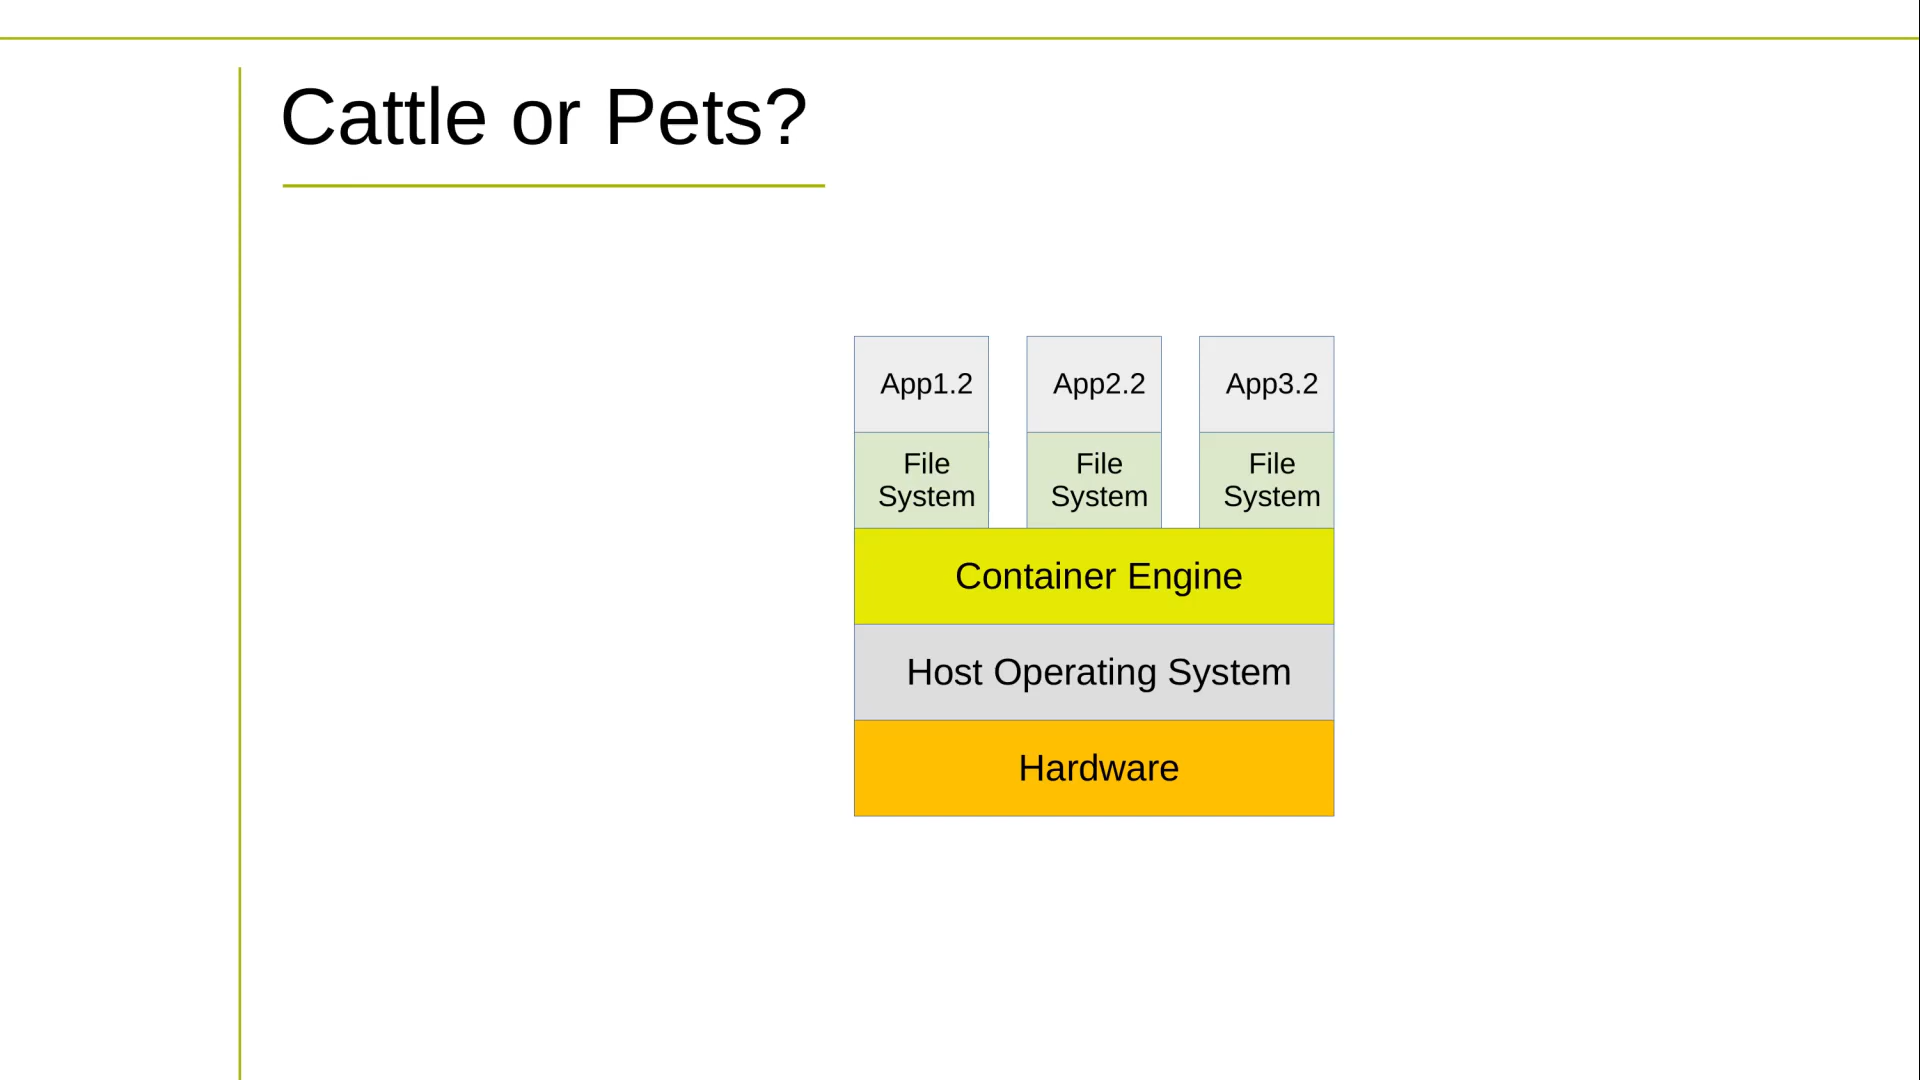 Cattle or Pets?
App1.2
App2.2
App3.2
File
System
File
System
File
System
Container Engine
Host Operating System
Hardware